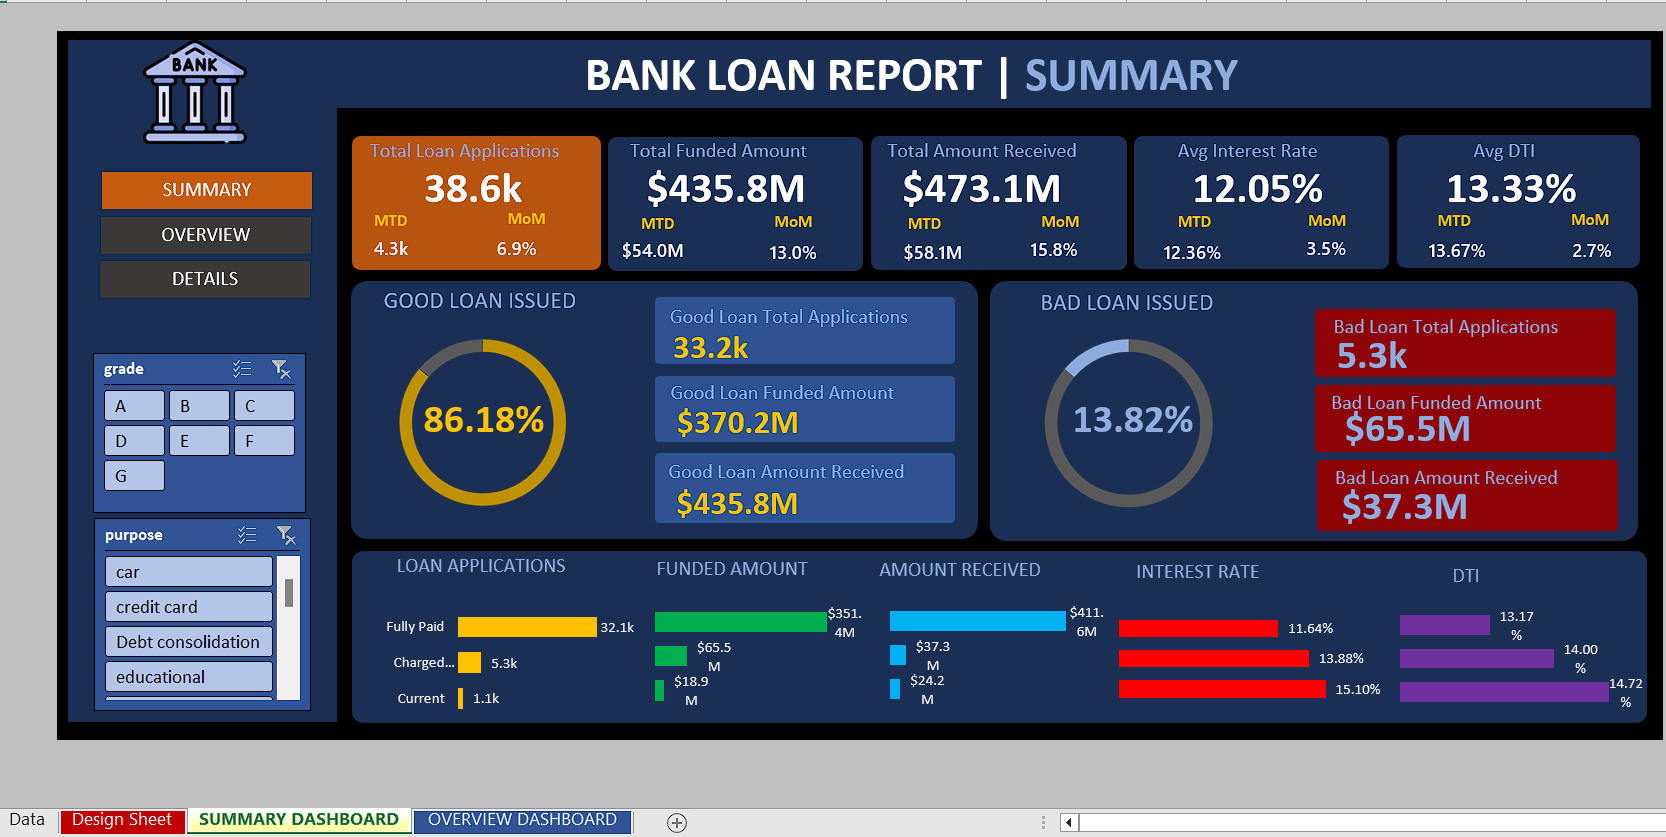 BANK
BANK LOAN REPORT | SUMMARY
SUMMARY
OVERVIEW
DETAILS
Total Loan Applications
38.6k
MTD MoM
4.3k 6.9%
Total Funded Amount
$435.8M
MTD MoM
$54.0M 13.0%
Total Amount Received
$473.1M
MTD MoM
$58.1M 15.8%
Avg Interest Rate
12.05%
MTD MoM
12.36% 3.5%
Avg DTI
13.33%
MTD MoM
13.67% 2.7%
grade
A B C
D E F
G
purpose
car
credit card
Debt consolidation
educational
GOOD LOAN ISSUED
86.18%
Good Loan Total Applications
33.2k
Good Loan Funded Amount
$370.2M
Good Loan Amount Received
$435.8M
BAD LOAN ISSUED
13.82%
Bad Loan Total Applications
5.3k
Bad Loan Funded Amount
$65.5M
Bad Loan Amount Received
$37.3M
LOAN APPLICATIONS
Fully Paid 32.1k
Charged... 5.3k
Current 1.1k
FUNDED AMOUNT
$351.
4M
$65.5
M
$18.9
M
AMOUNT RECEIVED
$411.
6M
$37.3
M
$24.2
M
INTEREST RATE
11.64%
13.88%
15.10%
DTI
13.17
%
14.00
%
14.72
%
Data Design Sheet SUMMARY DASHBOARD OVERVIEW DASHBOARD